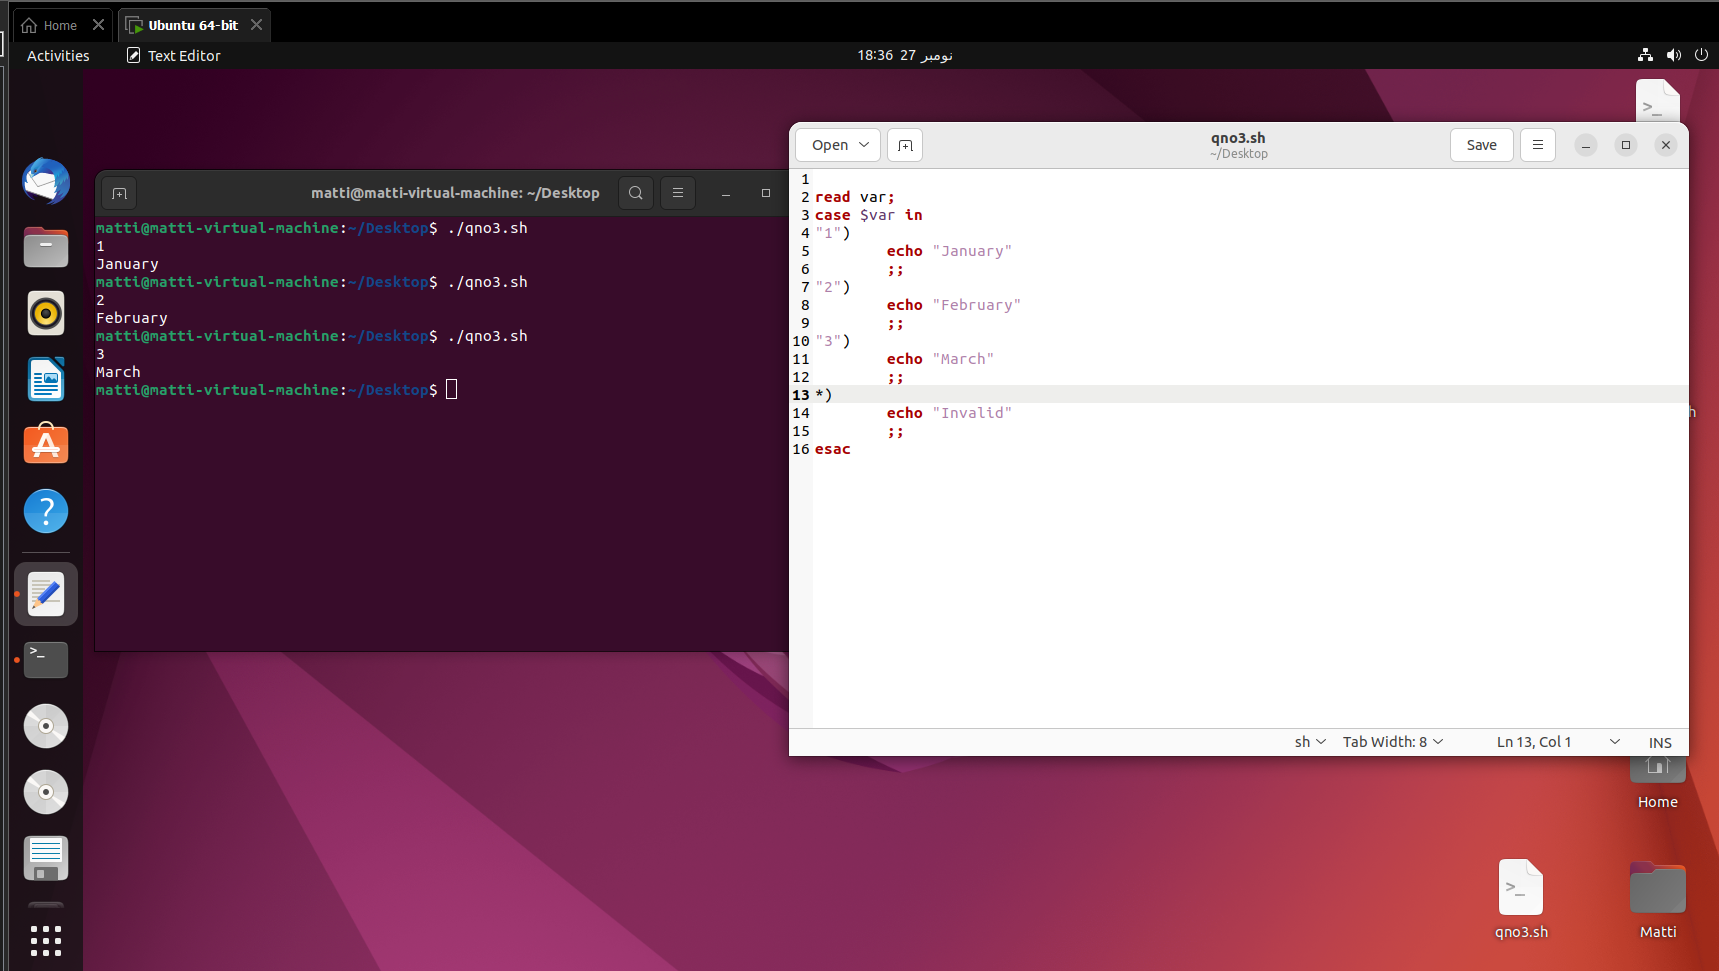 Home
Ubuntu 64-bit
Activities
Text Editor
نومبر 27 18:36
matti@matti-virtual-machine: ~/Desktop
matti@matti-virtual-machine:~/Desktop$ ./qno3.sh
1
January
matti@matti-virtual-machine:~/Desktop$ ./qno3.sh
2
February
matti@matti-virtual-machine:~/Desktop$ ./qno3.sh
3
March
matti@matti-virtual-machine:~/Desktop$
Open
qno3.sh
~/Desktop
Save
1
2 read var;
3 case $var in
4 "1")
5 echo "January"
6 ;;
7 "2")
8 echo "February"
9 ;;
10 "3")
11 echo "March"
12 ;;
13 *)
14 echo "Invalid"
15 ;;
16 esac
sh
Tab Width: 8
Ln 13, Col 1
INS
h
Home
qno3.sh
Matti